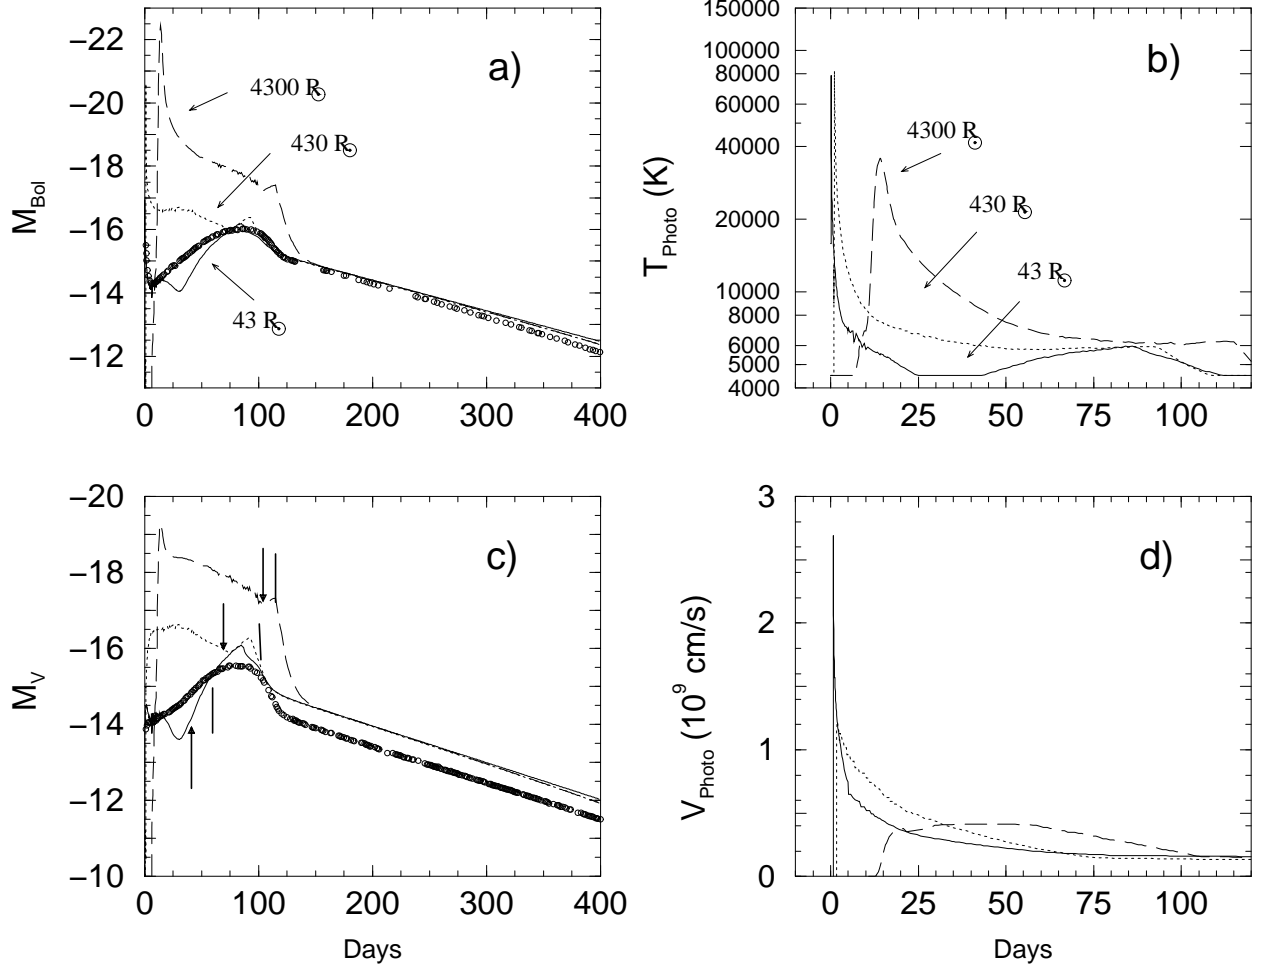 a)
M_Bol
−22
−20
−18
−16
−14
−12
4300 R⊙
430 R⊙
43 R⊙
0 100 200 300 400
b)
T_Photo (K)
150000
100000
80000
60000
40000
20000
10000
8000
6000
5000
4000
4300 R⊙
430 R⊙
43 R⊙
0 25 50 75 100
c)
M_V
−20
−18
−16
−14
−12
−10
0 100 200 300 400
Days
d)
V_Photo (10^9 cm/s)
3
2
1
0
0 25 50 75 100
Days